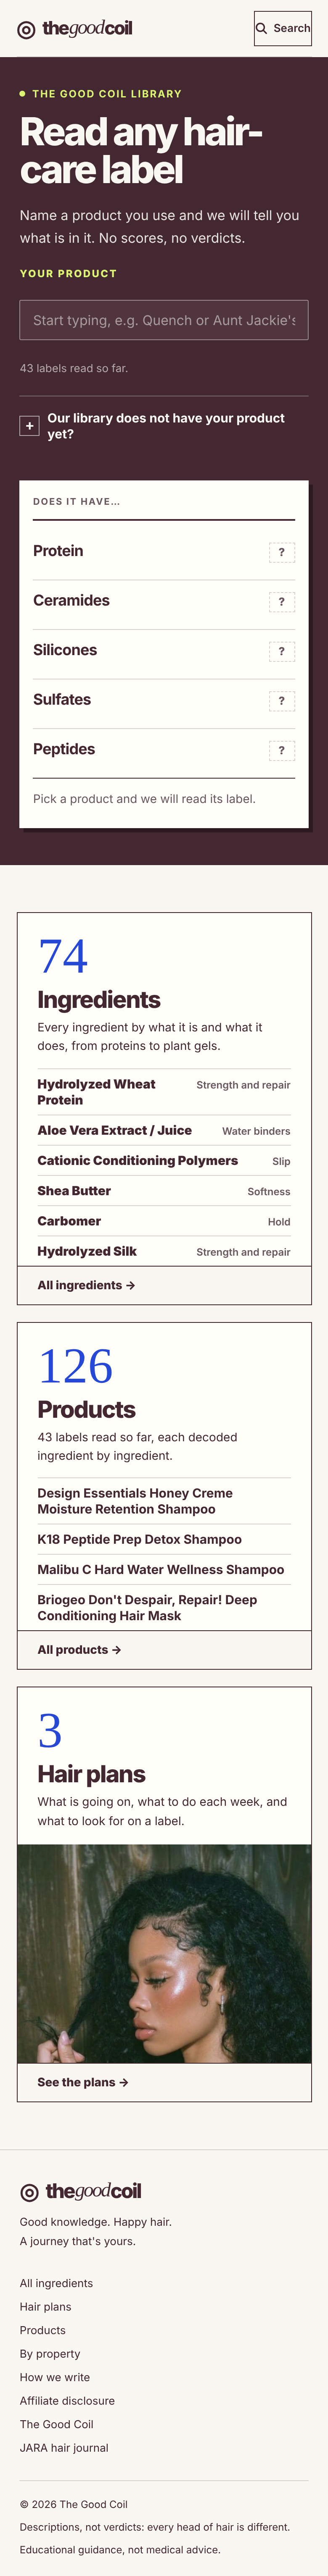 thegoodcoil
Search
THE GOOD COIL LIBRARY
Read any hair-
care label
Name a product you use and we will tell you
what is in it. No scores, no verdicts.
YOUR PRODUCT
Start typing, e.g. Quench or Aunt Jackie's
43 labels read so far.
+ Our library does not have your product
yet?
DOES IT HAVE...
Protein ?
Ceramides ?
Silicones ?
Sulfates ?
Peptides ?
Pick a product and we will read its label.
74
Ingredients
Every ingredient by what it is and what it
does, from proteins to plant gels.
Hydrolyzed Wheat Strength and repair
Protein
Aloe Vera Extract / Juice Water binders
Cationic Conditioning Polymers Slip
Shea Butter Softness
Carbomer Hold
Hydrolyzed Silk Strength and repair
All ingredients →
126
Products
43 labels read so far, each decoded
ingredient by ingredient.
Design Essentials Honey Creme
Moisture Retention Shampoo
K18 Peptide Prep Detox Shampoo
Malibu C Hard Water Wellness Shampoo
Briogeo Don't Despair, Repair! Deep
Conditioning Hair Mask
All products →
3
Hair plans
What is going on, what to do each week, and
what to look for on a label.
See the plans →
thegoodcoil
Good knowledge. Happy hair.
A journey that's yours.
All ingredients
Hair plans
Products
By property
How we write
Affiliate disclosure
The Good Coil
JARA hair journal
© 2026 The Good Coil
Descriptions, not verdicts: every head of hair is different.
Educational guidance, not medical advice.